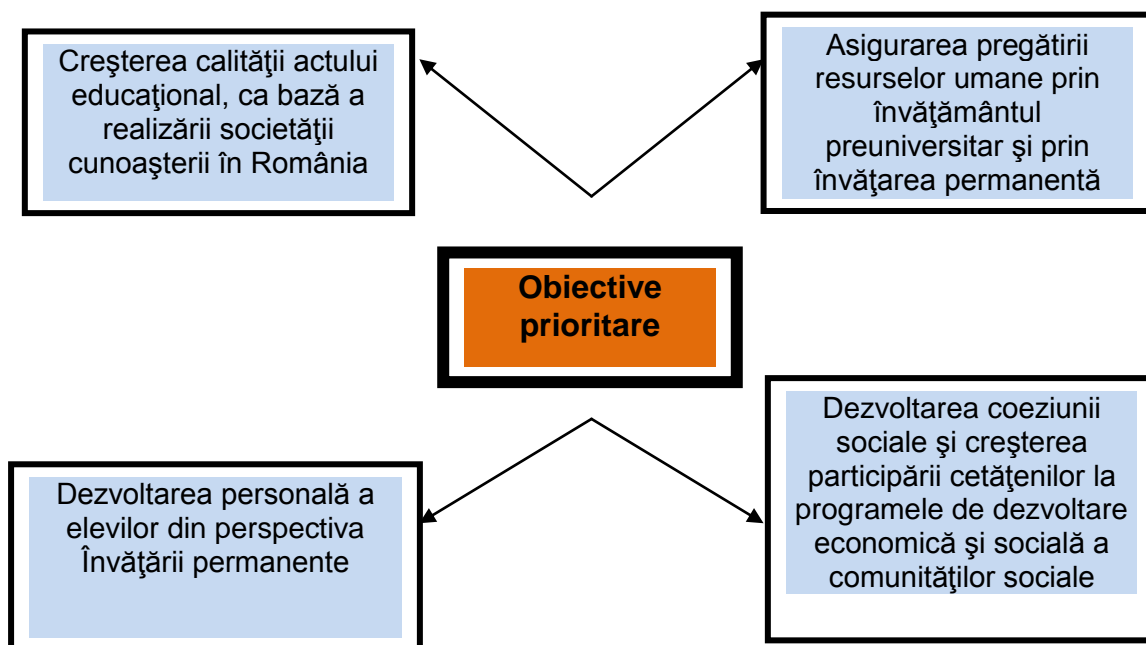 Creşterea calităţii actului
educaţional, ca bază a
realizării societăţii
cunoaşterii în România
Asigurarea pregătirii
resurselor umane prin
învăţământul
preuniversitar şi prin
învăţarea permanentă
Obiective
prioritare
Dezvoltarea personală a
elevilor din perspectiva
Învăţării permanente
Dezvoltarea coeziunii
sociale şi creşterea
participării cetăţenilor la
programele de dezvoltare
economică şi socială a
comunităţilor sociale